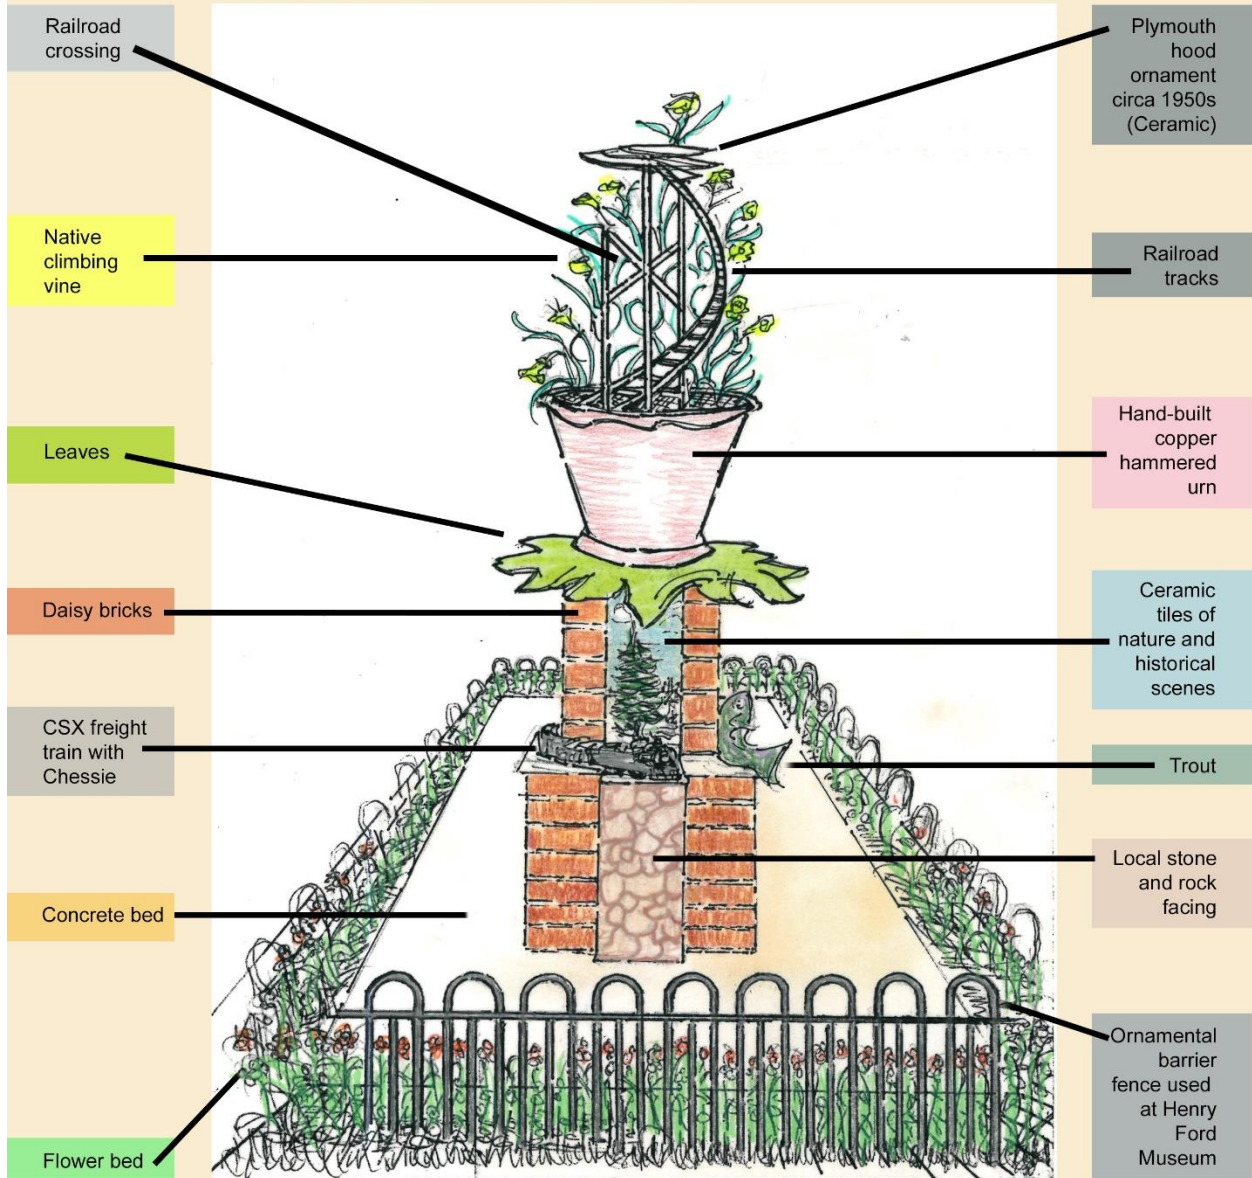 Railroad
crossing
Native
climbing
vine
Leaves
Daisy bricks
CSX freight
train with
Chessie
Concrete bed
Flower bed
Plymouth
hood
ornament
circa 1950s
(Ceramic)
Railroad
tracks
Hand-built
copper
hammered
urn
Ceramic
tiles of
nature and
historical
scenes
Trout
Local stone
and rock
facing
Ornamental
barrier
fence used
at Henry
Ford
Museum